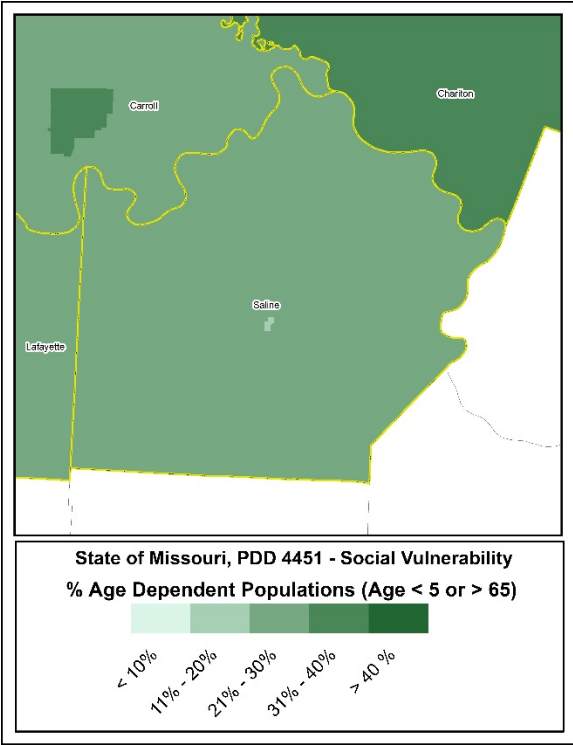 Carroll
Chariton
Saline
Lafayette
State of Missouri, PDD 4451 - Social Vulnerability
% Age Dependent Populations (Age < 5 or > 65)
< 10%
11% - 20%
21% - 30%
31% - 40%
> 40 %